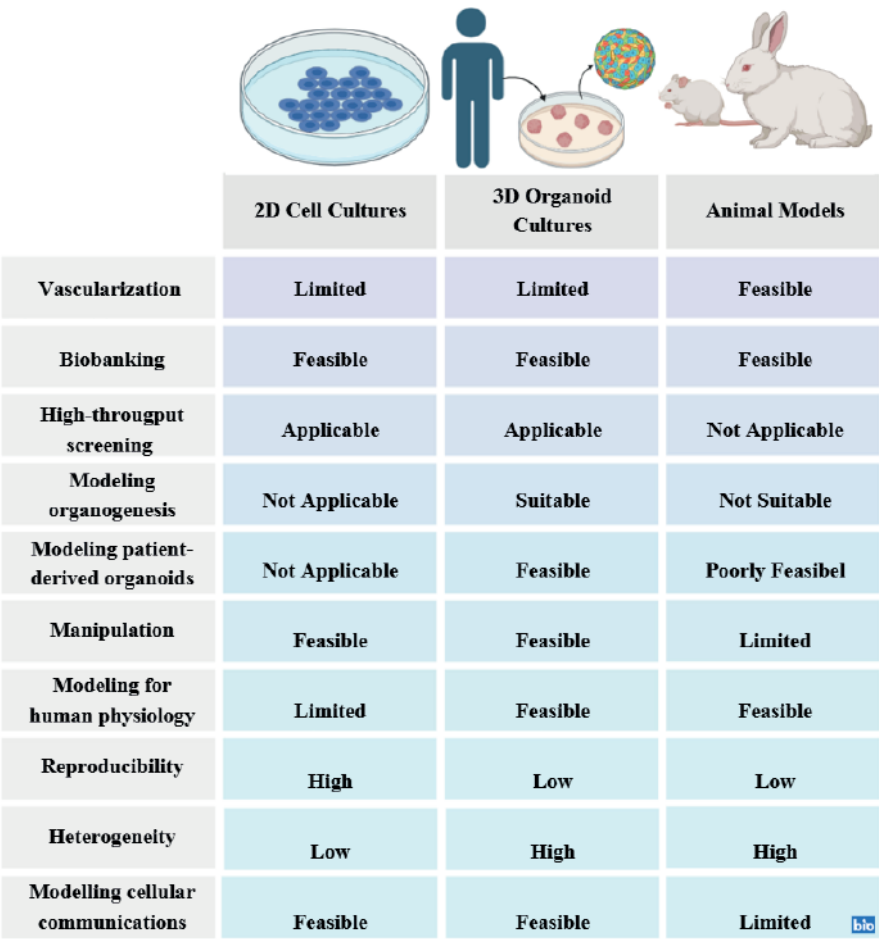 2D Cell Cultures
3D Organoid
Cultures
Animal Models
Vascularization
Limited
Limited
Feasible
Biobanking
Feasible
Feasible
Feasible
High-througput
screening
Applicable
Applicable
Not Applicable
Modeling
organogenesis
Not Applicable
Suitable
Not Suitable
Modeling patient-
derived organoids
Not Applicable
Feasible
Poorly Feasibel
Manipulation
Feasible
Feasible
Limited
Modeling for
human physiology
Limited
Feasible
Feasible
Reproducibility
High
Low
Low
Heterogeneity
Low
High
High
Modelling cellular
communications
Feasible
Feasible
Limited
bio